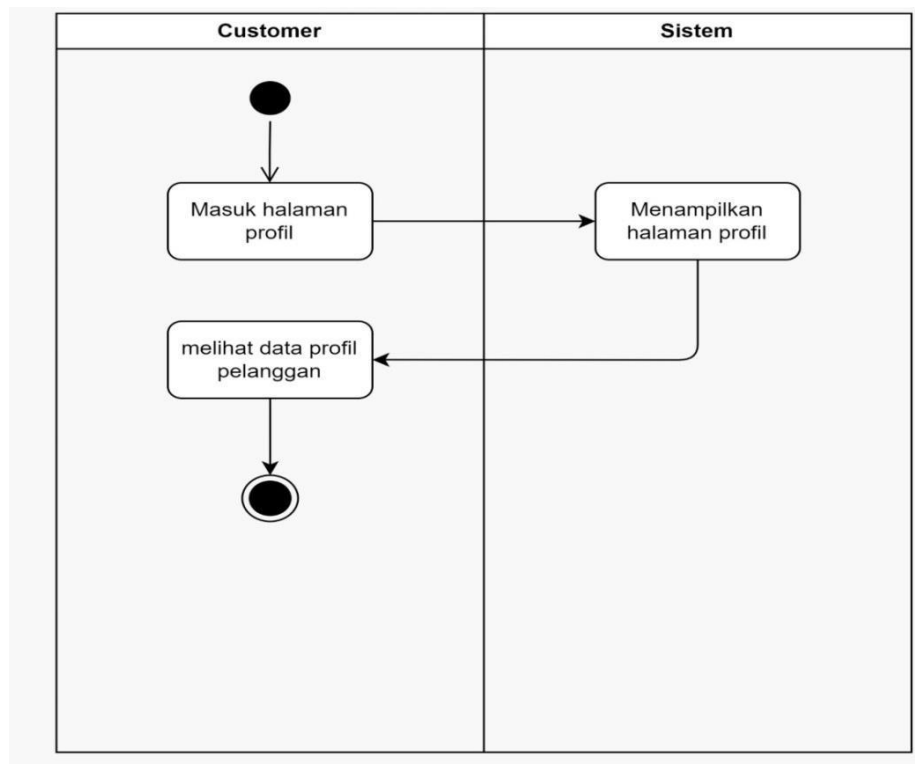 Customer
Sistem
Masuk halaman
profil
Menampilkan
halaman profil
melihat data profil
pelanggan